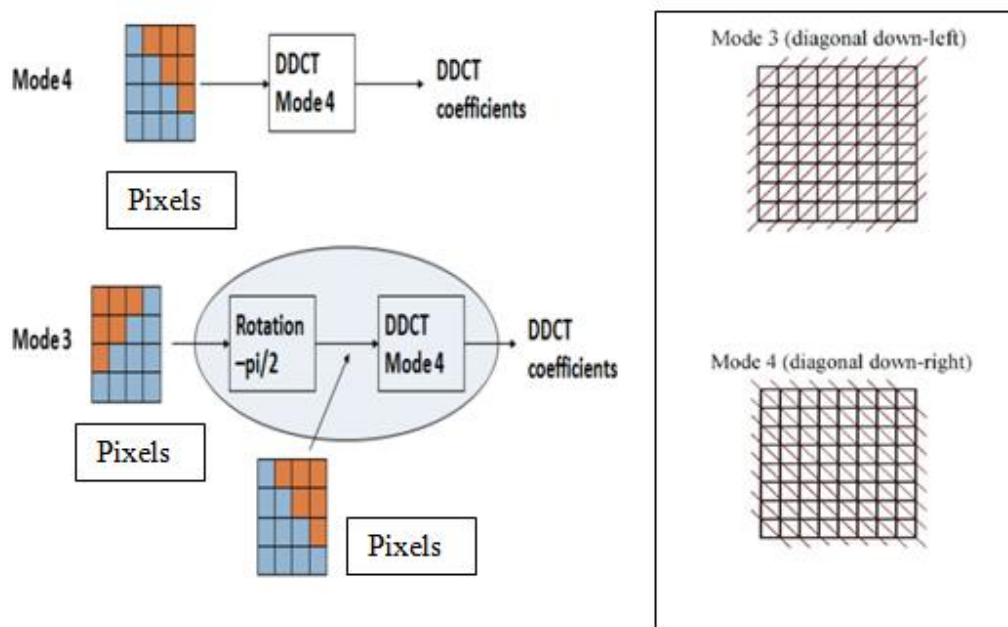 Mode 4
DDCT
Mode 4
DDCT
coefficients
Pixels
Mode 3
Rotation
–pi/2
DDCT
Mode 4
DDCT
coefficients
Pixels
Pixels
Mode 3 (diagonal down-left)
Mode 4 (diagonal down-right)